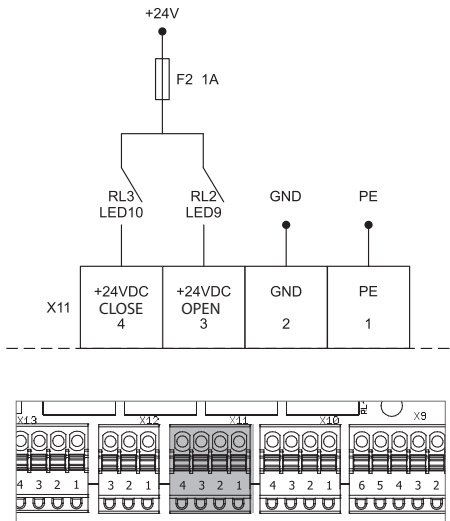 +24V
F2 1A
RL3 RL2 GND PE
LED10 LED9
+24VDC +24VDC GND PE
X11 CLOSE OPEN
4 3 2 1
X13 X12 X11 X10 X9
4 3 2 1 3 2 1 4 3 2 1 4 3 2 1 6 5 4 3 2